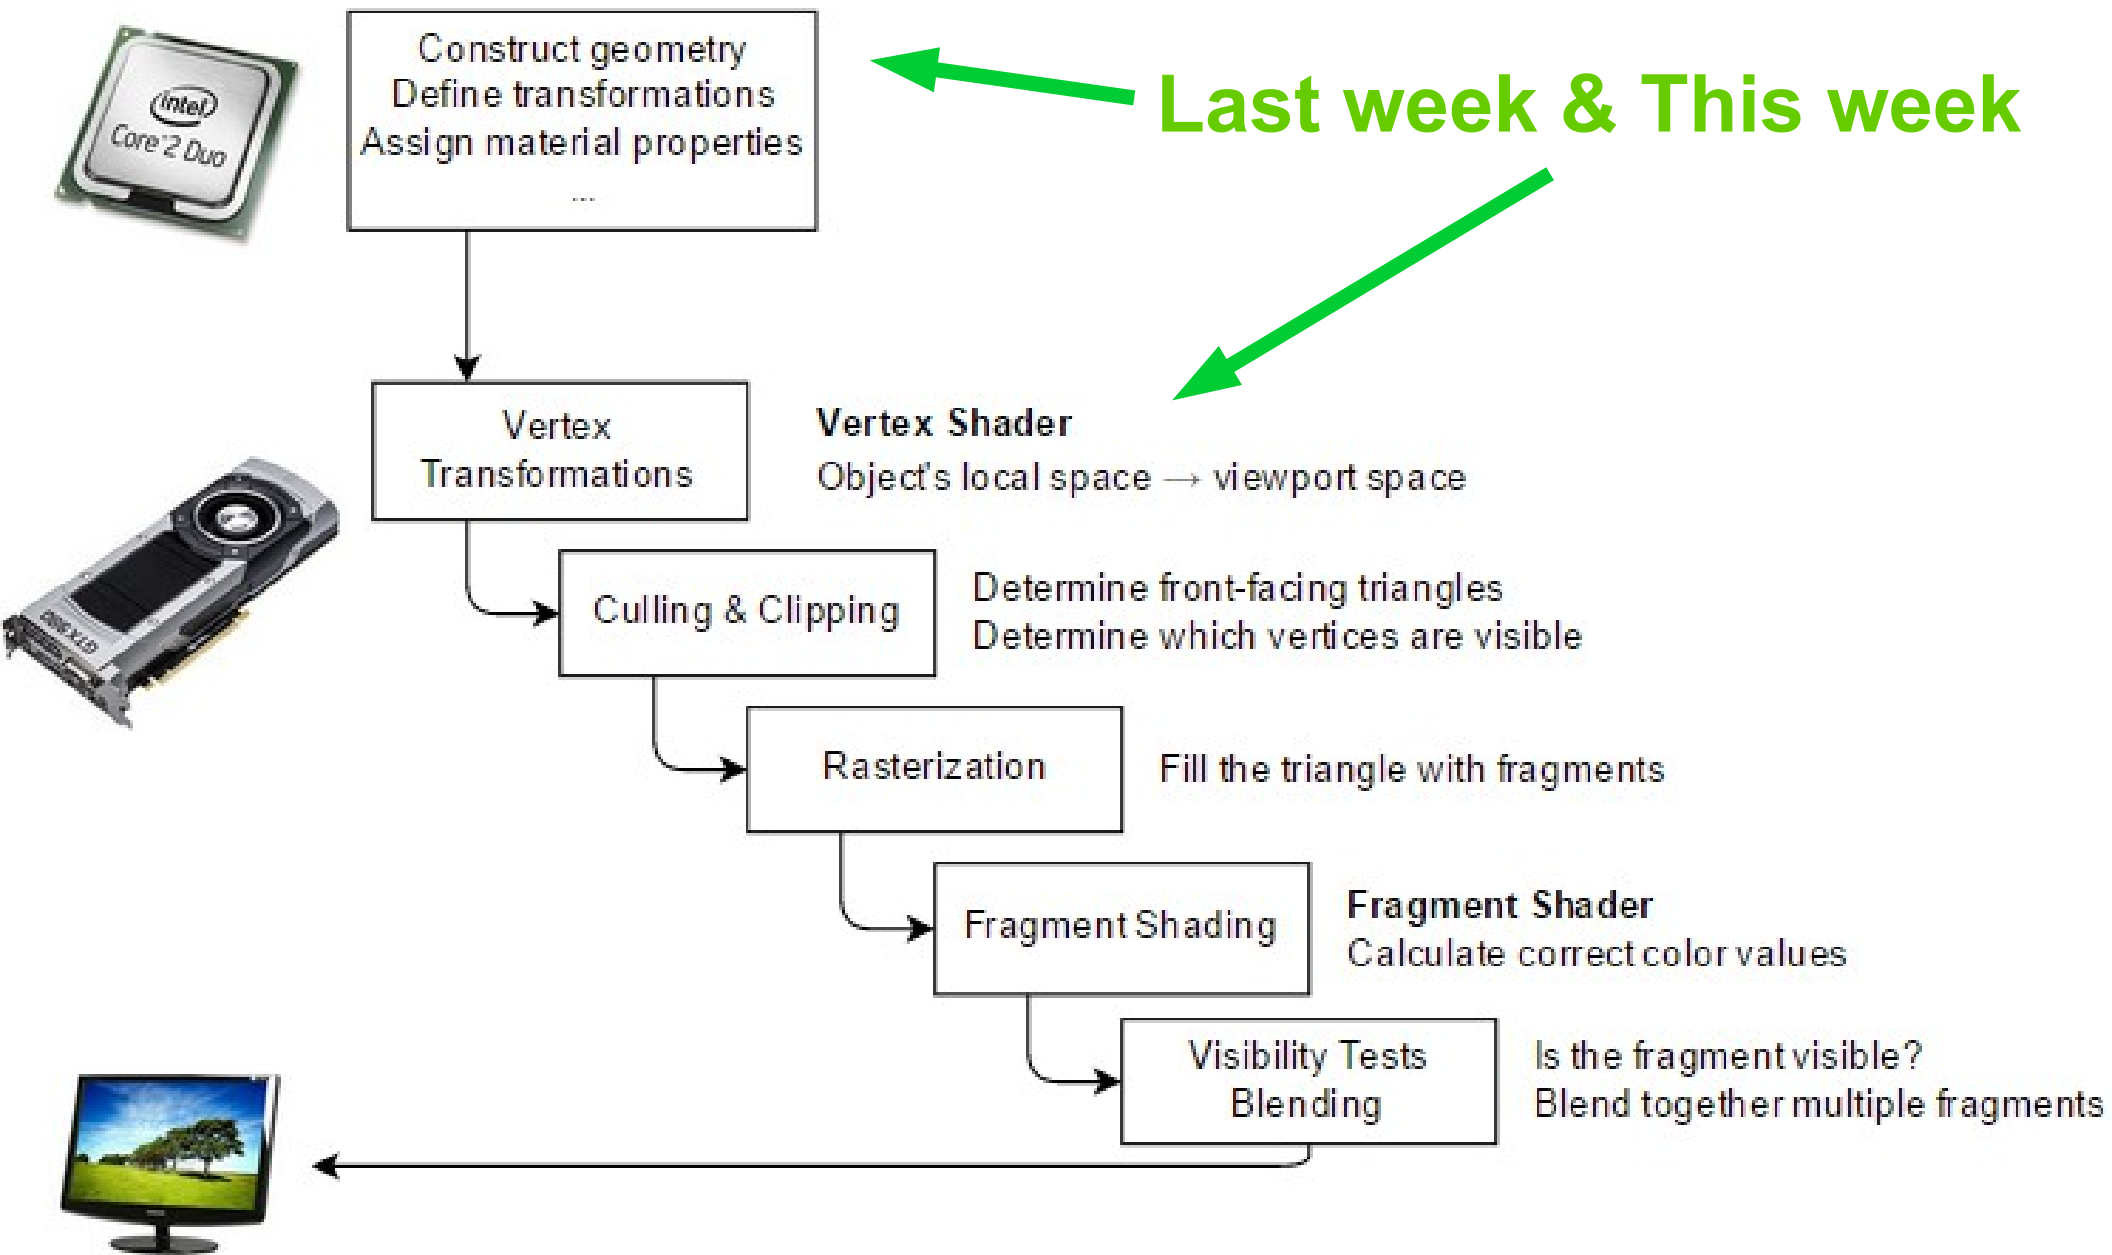 intel
Core 2 Duo
Construct geometry
Define transformations
Assign material properties
...
Last week & This week
Vertex
Transformations
Vertex Shader
Object's local space → viewport space
GTX 980
Culling & Clipping
Determine front-facing triangles
Determine which vertices are visible
Rasterization
Fill the triangle with fragments
Fragment Shading
Fragment Shader
Calculate correct color values
Visibility Tests
Blending
Is the fragment visible?
Blend together multiple fragments